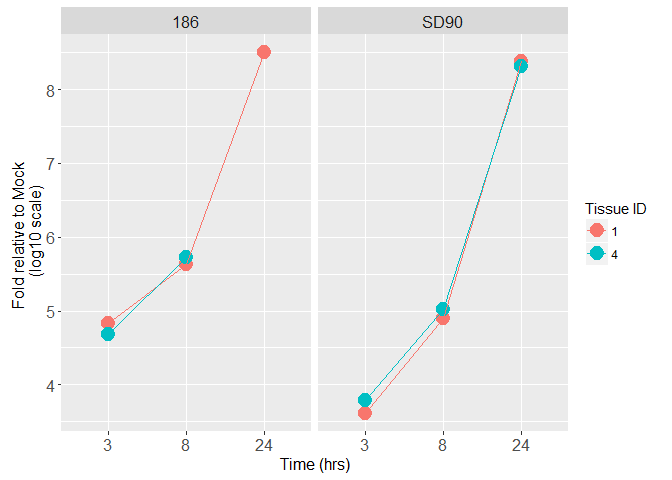 186
SD90
8
7
6
5
4
Fold relative to Mock
(log10 scale)
3
8
24
3
8
24
Time (hrs)
Tissue ID
1
4